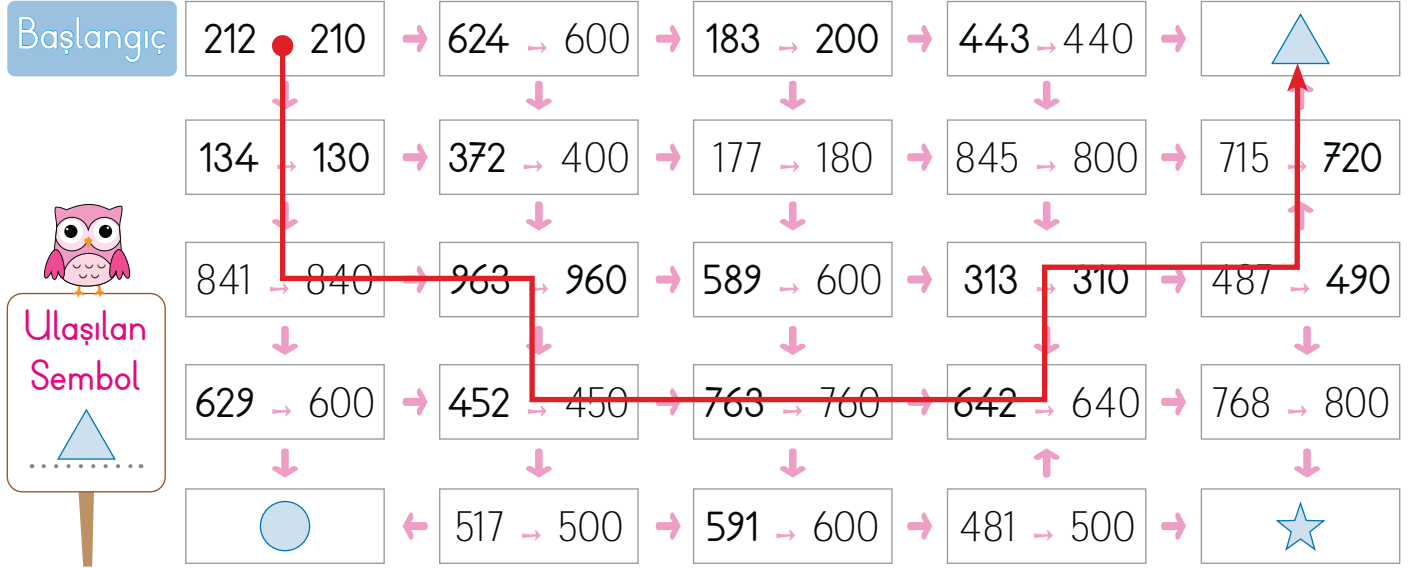 Başlangıç
212 210 → 624 → 600 → 183 → 200 → 443 → 440 →
134 → 130 → 372 → 400 → 177 → 180 → 845 → 800 → 715 → 720
841 → 840 → 963 → 960 → 589 → 600 → 313 → 310 → 487 → 490
629 → 600 → 452 → 450 → 763 → 760 → 642 → 640 → 768 → 800
← 517 → 500 → 591 → 600 → 481 → 500 →
Ulaşılan
Sembol